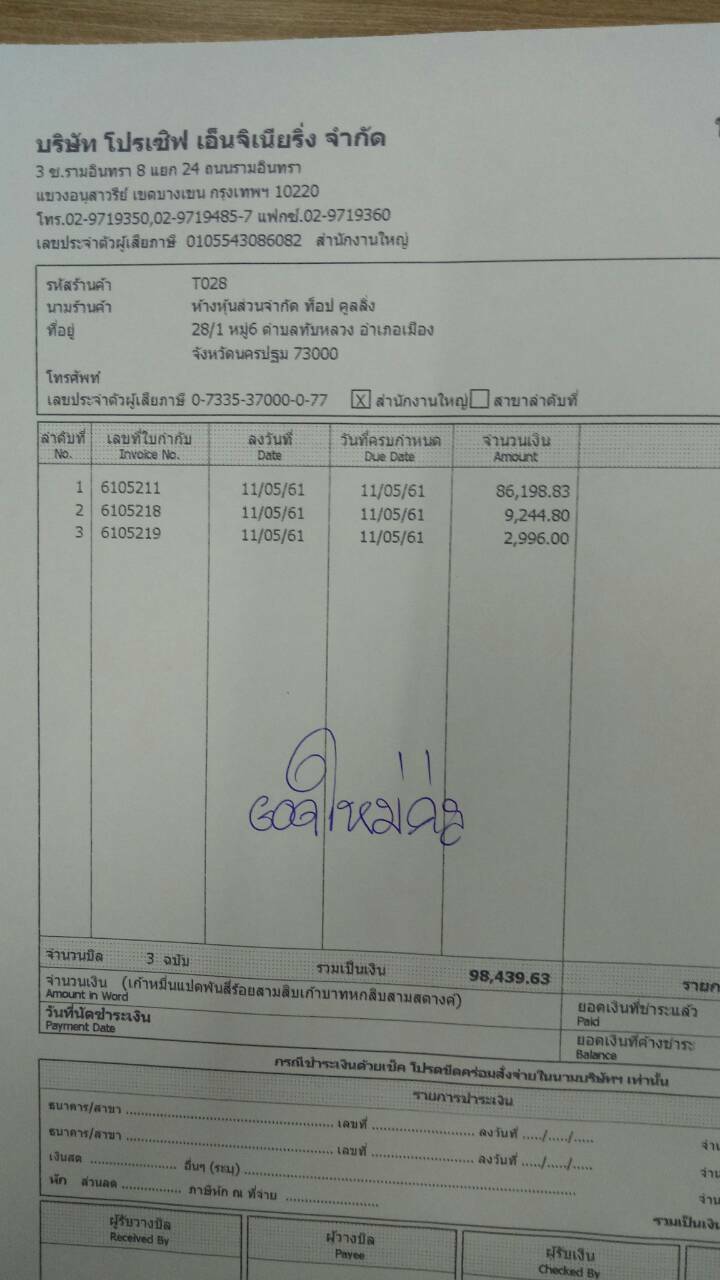 บริษัท โปรเซิฟ เอ็นจิเนียริ่ง จำกัด
3 ซ.รามอินทรา 8 แยก 24 ถนนรามอินทรา
แขวงอนุสาวรีย์ เขตบางเขน กรุงเทพฯ 10220
โทร.02-9719350,02-9719485-7 แฟกซ์.02-9719360
เลขประจำตัวผู้เสียภาษี 0105543086082 สำนักงานใหญ่
รหัสร้านค้า T028
นามร้านค้า ห้างหุ้นส่วนจำกัด ท็อป คูลลิ่ง
ที่อยู่ 28/1 หมู่6 ตำบลทับหลวง อำเภอเมือง
จังหวัดนครปฐม 73000
โทรศัพท์
เลขประจำตัวผู้เสียภาษี 0-7335-37000-0-77 X สำนักงานใหญ่ สาขาลำดับที่
ลำดับที่ เลขที่ใบกำกับ ลงวันที่ วันที่ครบกำหนด จำนวนเงิน
No. Invoice No. Date Due Date Amount
1 6105211 11/05/61 11/05/61 86,198.83
2 6105218 11/05/61 11/05/61 9,244.80
3 6105219 11/05/61 11/05/61 2,996.00
ยอดใหม่ค่ะ
จำนวนบิล 3 ฉบับ รวมเป็นเงิน 98,439.63
จำนวนเงิน (เก้าหมื่นแปดพันสี่ร้อยสามสิบเก้าบาทหกสิบสามสตางค์)
Amount in Word
วันที่นัดชำระเงิน
Payment Date
ยอดเงินที่ชำระแล้ว
Paid
ยอดเงินที่ค้างชำระ
Balance
กรณีชำระเงินด้วยเช็ค โปรดขีดคร่อมสั่งจ่ายในนามบริษัทฯ เท่านั้น
รายการชำระเงิน
ธนาคาร/สาขา .................... เลขที่ .................... ลงวันที่ ...../...../.....
ธนาคาร/สาขา .................... เลขที่ .................... ลงวันที่ ...../...../.....
เงินสด .................... อื่นๆ (ระบุ) ....................
หัก ส่วนลด ................ ภาษีหัก ณ ที่จ่าย ....................
รวมเป็นเงิน
ผู้รับวางบิล ผู้วางบิล ผู้รับเงิน
Received By Payee Checked By